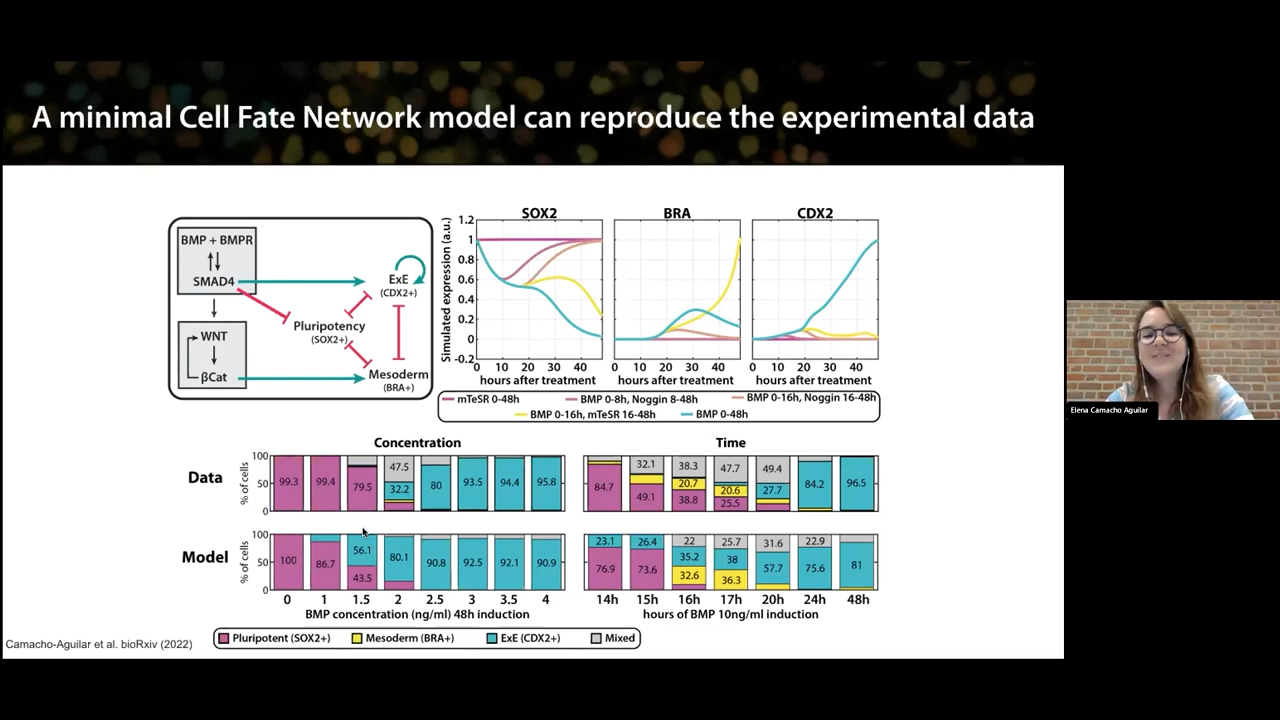 A minimal Cell Fate Network model can reproduce the experimental data
BMP + BMPR
SMAD4
WNT
βCat
ExE
(CDX2+)
Pluripotency
(SOX2+)
Mesoderm
(BRA+)
SOX2
BRA
CDX2
Simulated expression (a.u.)
1.2
1
0.8
0.6
0.4
0.2
0
-0.2
0 10 20 30 40
0 10 20 30 40
0 10 20 30 40
hours after treatment
hours after treatment
hours after treatment
mTeSR 0-48h
BMP 0-8h, Noggin 8-48h
BMP 0-16h, Noggin 16-48h
BMP 0-16h, mTeSR 16-48h
BMP 0-48h
Concentration
Time
Data
% of cells
100
50
0
99.3 99.4 79.5 47.5 32.2 80 93.5 94.4 95.8
84.7 32.1 49.1 38.3 20.7 38.8 47.7 20.6 25.5 49.4 27.7 84.2 96.5
Model
% of cells
100
50
0
100 86.7 56.1 43.5 80.1 90.8 92.5 92.1 90.9
23.1 76.9 26.4 73.6 22 35.2 32.6 25.7 38 36.3 31.6 57.7 22.9 75.6 81
0 1 1.5 2 2.5 3 3.5 4
14h 15h 16h 17h 20h 24h 48h
BMP concentration (ng/ml) 48h induction
hours of BMP 10ng/ml induction
Pluripotent (SOX2+)
Mesoderm (BRA+)
ExE (CDX2+)
Mixed
Camacho-Aguilar et al. bioRxiv (2022)
Elena Camacho Aguilar